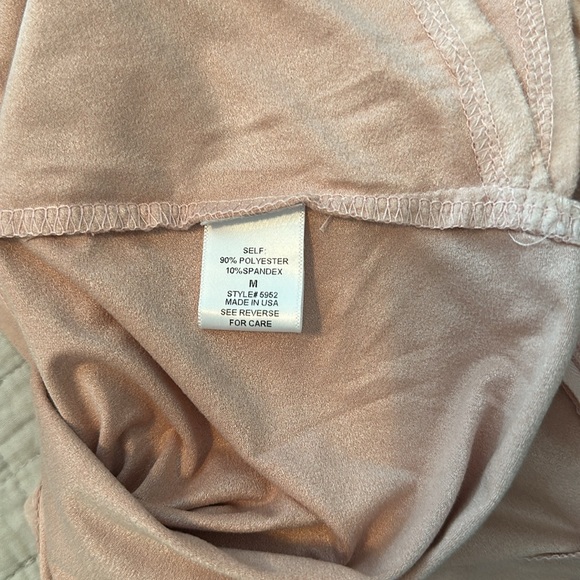 SELF:
90% POLYESTER
10%SPANDEX
M
STYLE# 5952
MADE IN USA
SEE REVERSE
FOR CARE